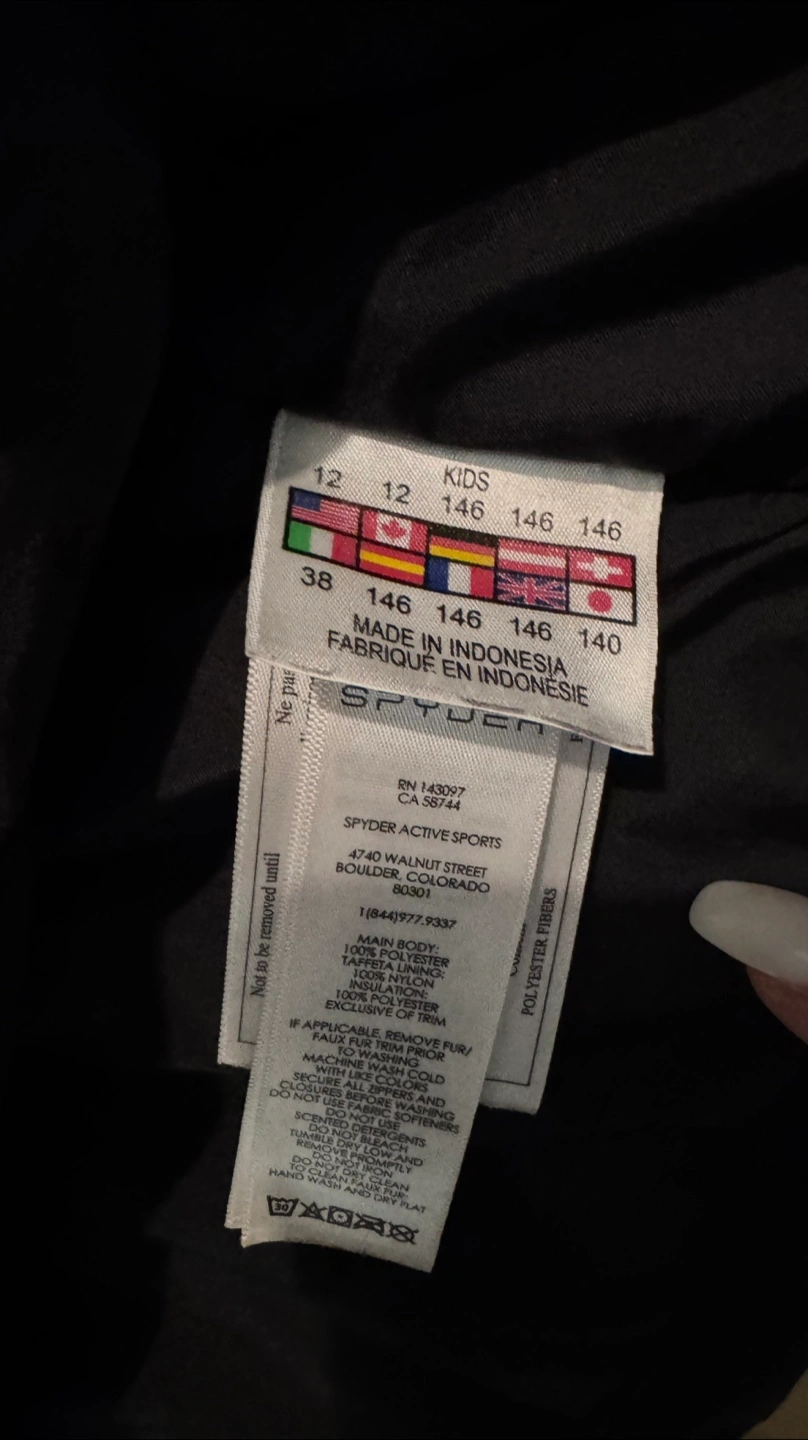 KIDS
12 12 146 146 146
38 146 146 146 140
MADE IN INDONESIA
FABRIQUÉ EN INDONÉSIE
Ne pas
SPYDER
RN 143097
CA 58744
SPYDER ACTIVE SPORTS
4740 WALNUT STREET
BOULDER, COLORADO
80301
1(844)977.9337
MAIN BODY:
100% POLYESTER
TAFFETA LINING:
100% NYLON
INSULATION:
100% POLYESTER
EXCLUSIVE OF TRIM
IF APPLICABLE, REMOVE FUR/
FAUX FUR TRIM PRIOR
TO WASHING
MACHINE WASH COLD
WITH LIKE COLORS
SECURE ALL ZIPPERS AND
CLOSURES BEFORE WASHING
DO NOT USE FABRIC SOFTENERS
DO NOT USE
SCENTED DETERGENTS
DO NOT BLEACH
TUMBLE DRY LOW AND
REMOVE PROMPTLY
DO NOT IRON
DO NOT DRY CLEAN
TO CLEAN FAUX FUR-
HAND WASH AND DRY FLAT
30
Not to be removed until
POLYESTER FIBERS